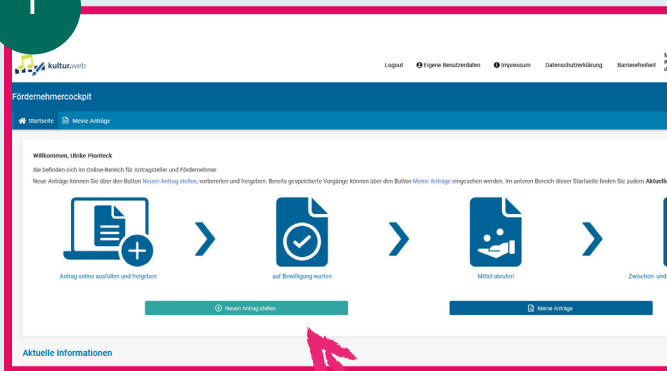 1
kultur.web
Logout Eigene Benutzerdaten Impressum Datenschutzerklärung Barrierefreiheit
Fördernehmercockpit
Startseite Meine Anträge
Willkommen, Ulrike Pionteck
Sie befinden sich im Online-Bereich für Antragsteller und Fördernehmer.
Neue Anträge können Sie über den Button Neuen Antrag stellen, vorbereiten und freigeben. Bereits gespeicherte Vorgänge können über den Button Meine Anträge eingesehen werden. Im unteren Bereich dieser Startseite finden Sie zudem Aktuelle
Antrag online ausfüllen und freigeben
auf Bewilligung warten
Mittel abrufen
Zwischen- und
Neuen Antrag stellen
Meine Anträge
Aktuelle Informationen